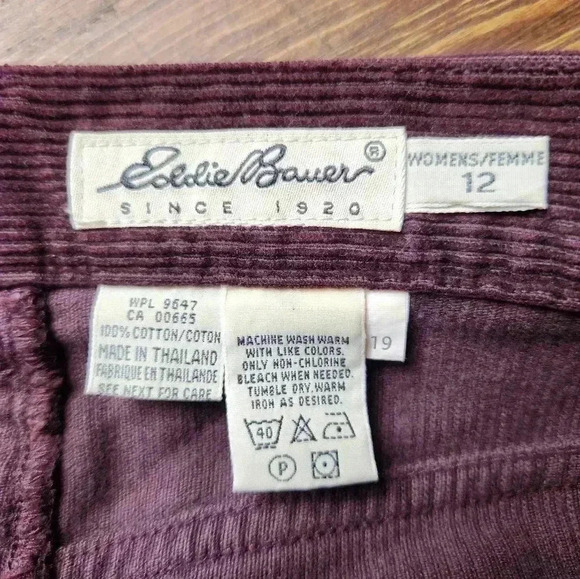 Eddie Bauer®
SINCE 1920
WOMENS/FEMME
12
WPL 9647
CA 00665
100% COTTON/COTON
MADE IN THAILAND
FABRIQUE EN THAILANDE
SEE NEXT FOR CARE
MACHINE WASH WARM
WITH LIKE COLORS.
ONLY NON-CHLORINE
BLEACH WHEN NEEDED.
TUMBLE DRY, WARM
IRON AS DESIRED.
40
P
19